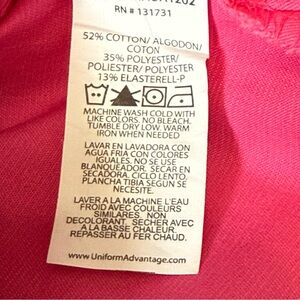 RN # 131731
52% COTTON/ ALGODON/
COTON
35% POLYESTER/
POLIESTER/ POLYESTER
13% ELASTERELL-P
MACHINE WASH COLD WITH
LIKE COLORS. NO BLEACH.
TUMBLE DRY LOW. WARM
IRON WHEN NEEDED
LAVAR EN LAVADORA CON
AGUA FRIA CON COLORES
IGUALES. NO SE USE
BLANQUEADOR. SECAR EN
SECADORA. CICLO LENTO.
PLANCHA TIBIA SEGUN SE
NECESITE.
LAVER A LA MACHINE L'EAU
FROID AVEC COULEURS
SIMILAIRES. NON
DECOLORANT. SECHER AVEC
A LA BASSE CHALEUR.
REPASSER AU FER CHAUD.
www.UniformAdvantage.com